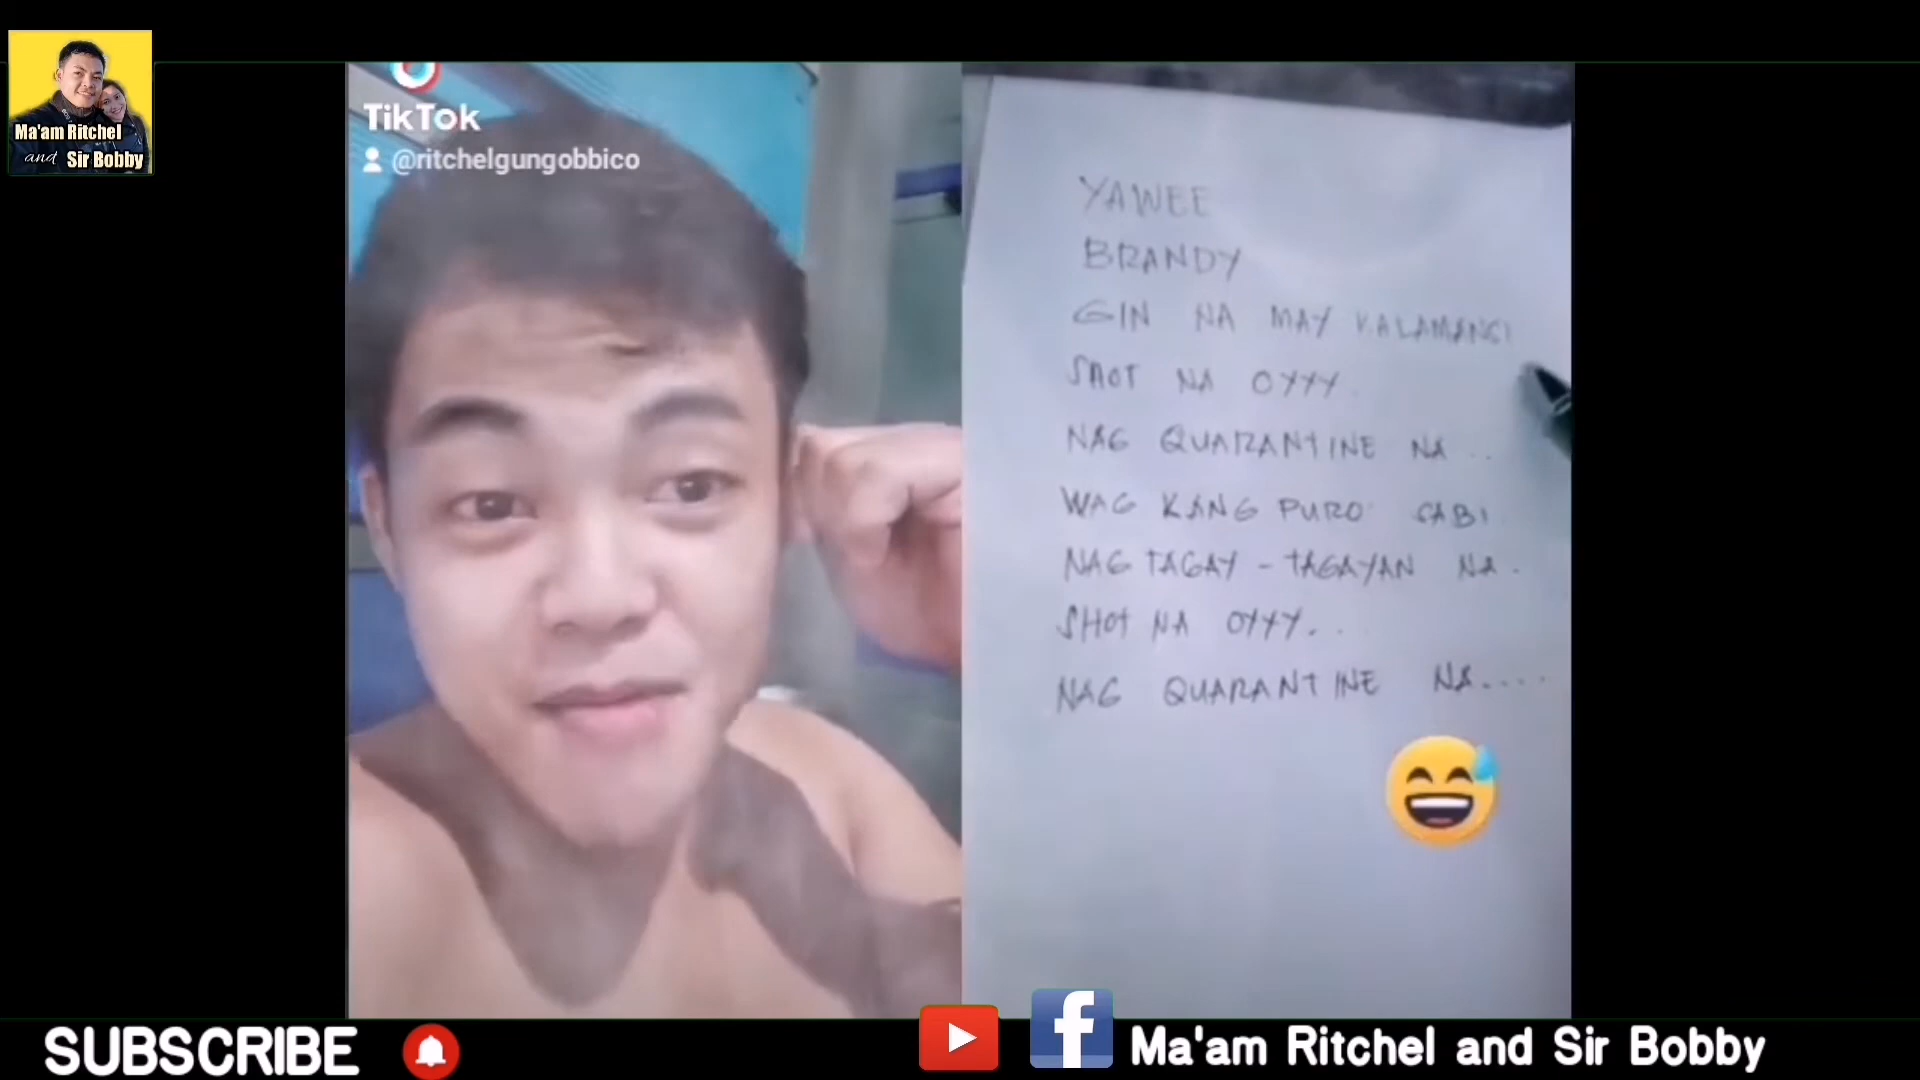 Ma'am Ritchel
and Sir Bobby
TikTok
@ritchelgungobbico
YAWEE
BRANDY
GIN NA MAY KALAMANSI
SHOT NA OYYY.
NAG QUARANTINE NA ..
WAG KANG PURO SABI
NAG TAGAY - TAGAYAN NA.
SHOT NA OYYY..
NAG QUARANTINE NA....
SUBSCRIBE
f Ma'am Ritchel and Sir Bobby